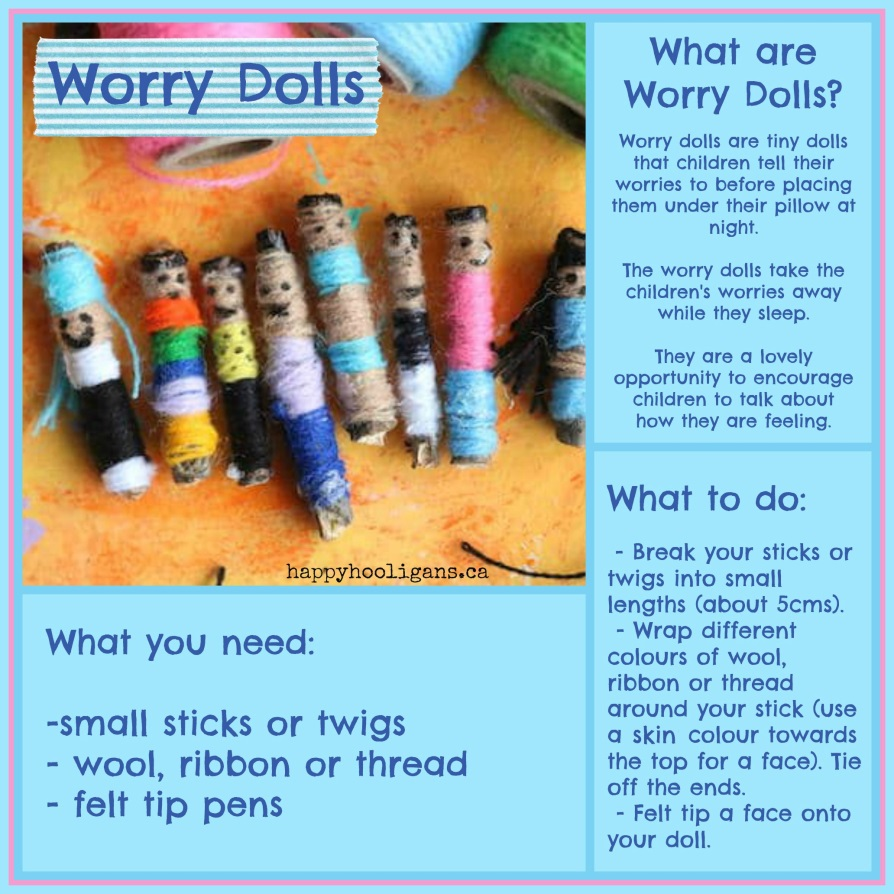 Worry Dolls
happyhooligans.ca
What are
Worry Dolls?
Worry dolls are tiny dolls
that children tell their
worries to before placing
them under their pillow at
night.
The worry dolls take the
children's worries away
while they sleep.
They are a lovely
opportunity to encourage
children to talk about
how they are feeling.
What you need:
-small sticks or twigs
- wool, ribbon or thread
- felt tip pens
What to do:
- Break your sticks or
twigs into small
lengths (about 5cms).
- Wrap different
colours of wool,
ribbon or thread
around your stick (use
a skin colour towards
the top for a face). Tie
off the ends.
- Felt tip a face onto
your doll.